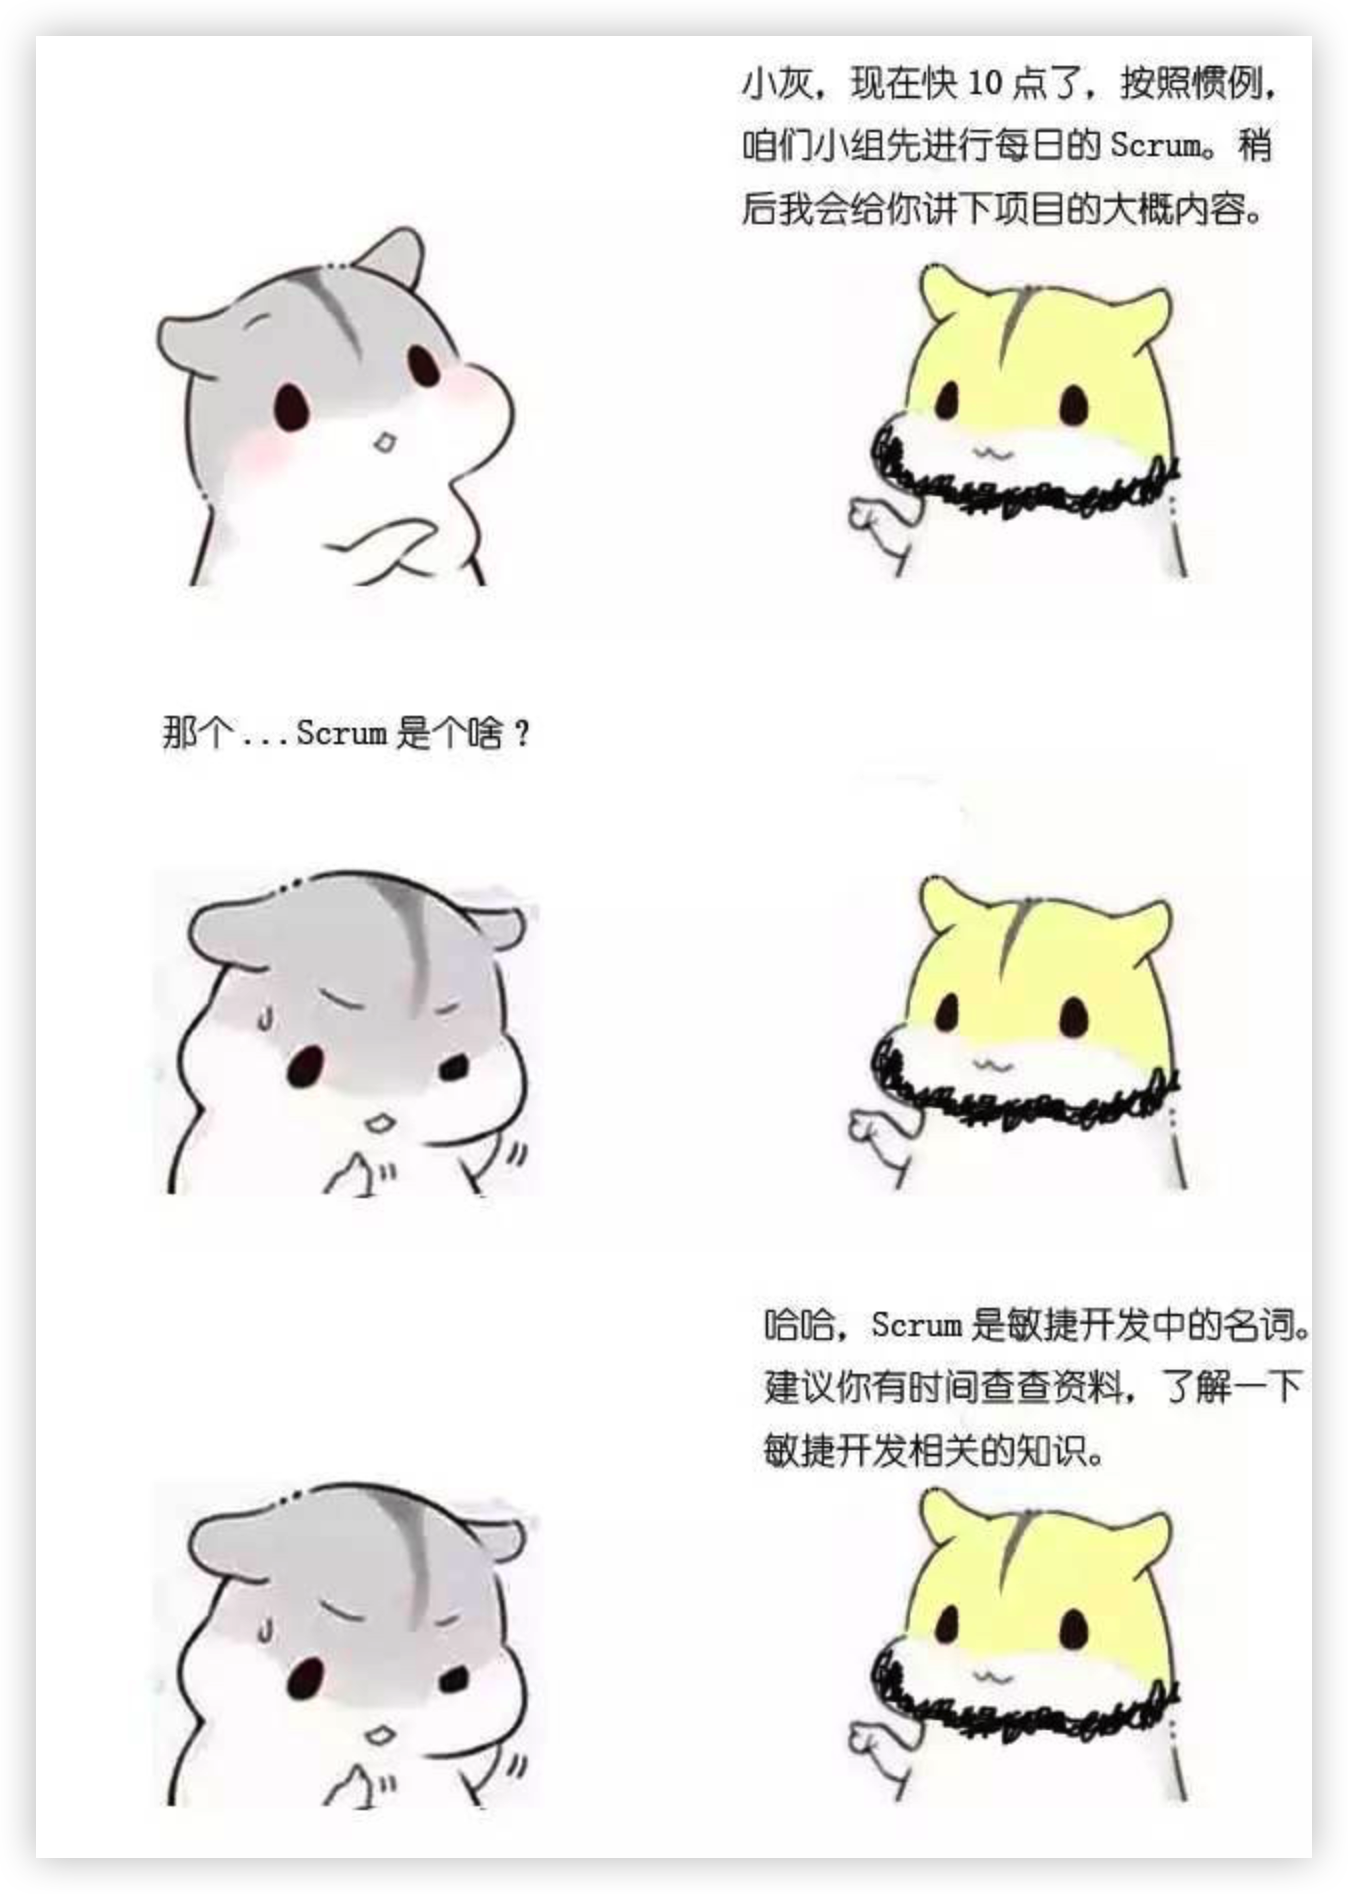 小灰，现在快 10 点了，按照惯例，
咱们小组先进行每日的 Scrum。稍
后我会给你讲下项目的大概内容。
那个...Scrum 是个啥？
哈哈，Scrum 是敏捷开发中的名词。
建议你有时间查查资料，了解一下
敏捷开发相关的知识。